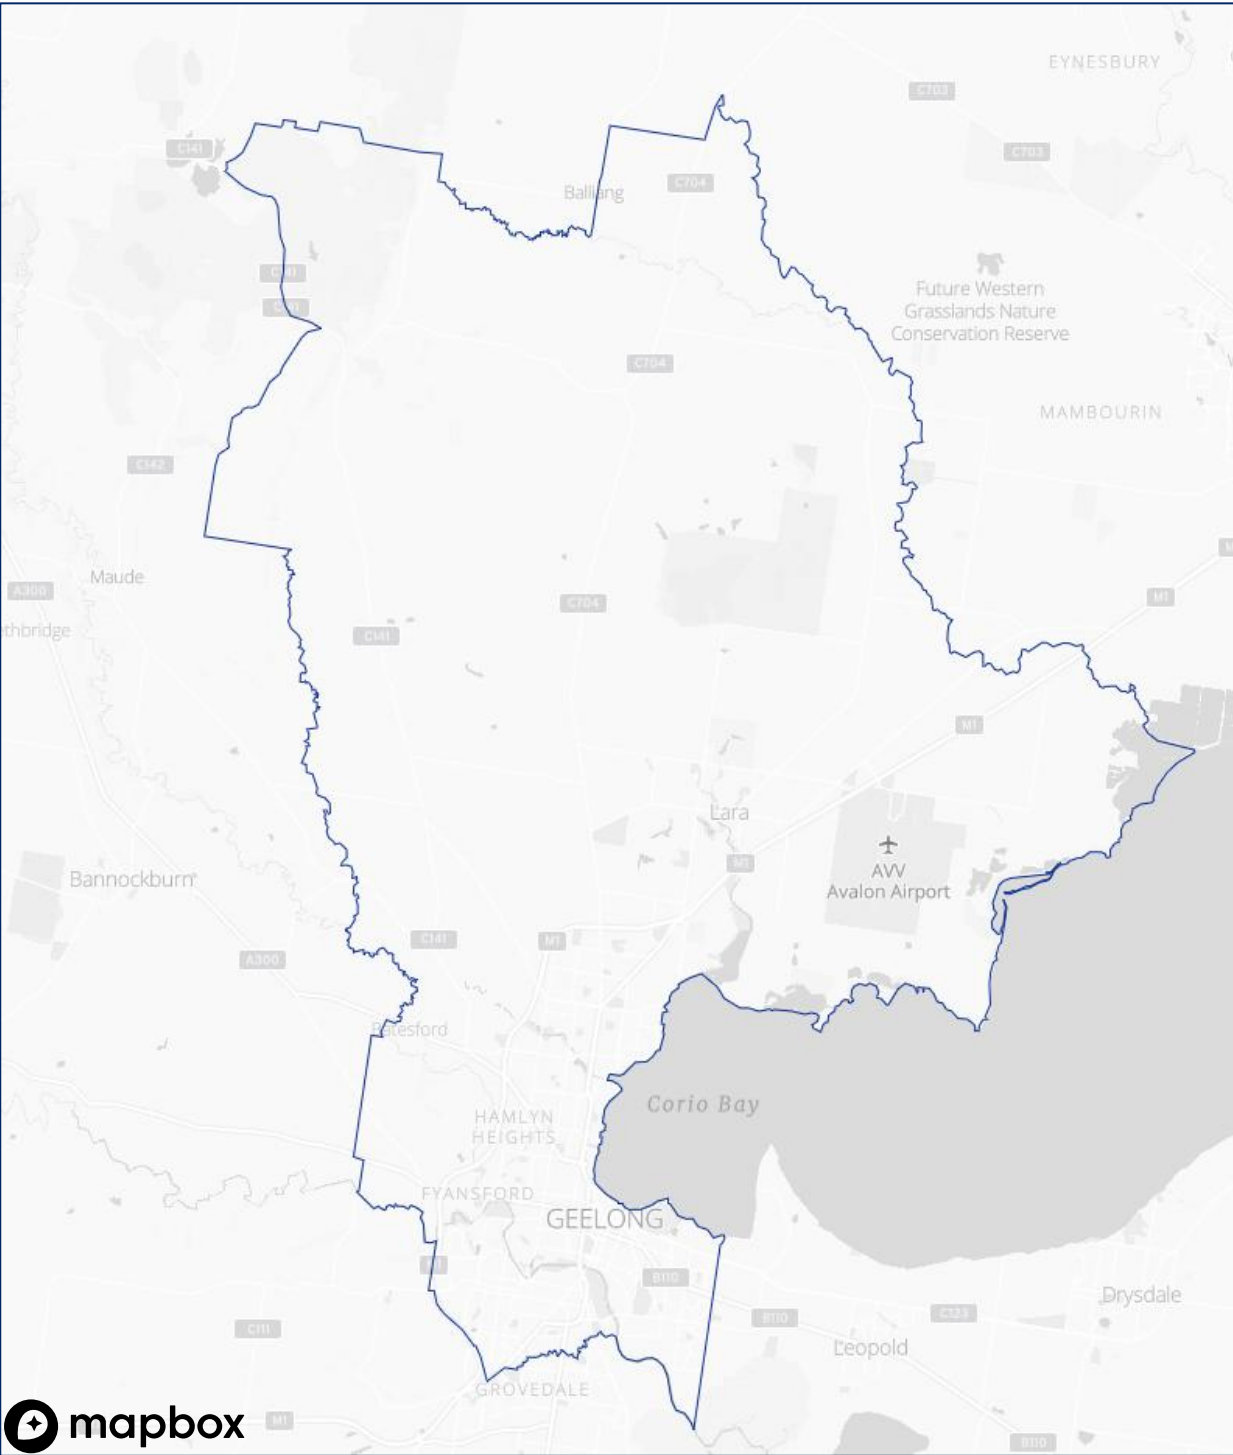 EYNESBURY
C703
C141
C703
Balliang
C704
C141
Future Western
Grasslands Nature
Conservation Reserve
C704
MAMBOURIN
C142
Maude
A300
M1
C704
ethbridge
C141
M1
Lara
M1
AVV
Avalon Airport
Bannockburn
C141
M1
A300
Batesford
Corio Bay
HAMLYN
HEIGHTS
FYANSFORD
GEELONG
B110
Drysdale
C123
B110
C111
Leopold
GROVEDALE
mapbox
M1
B110